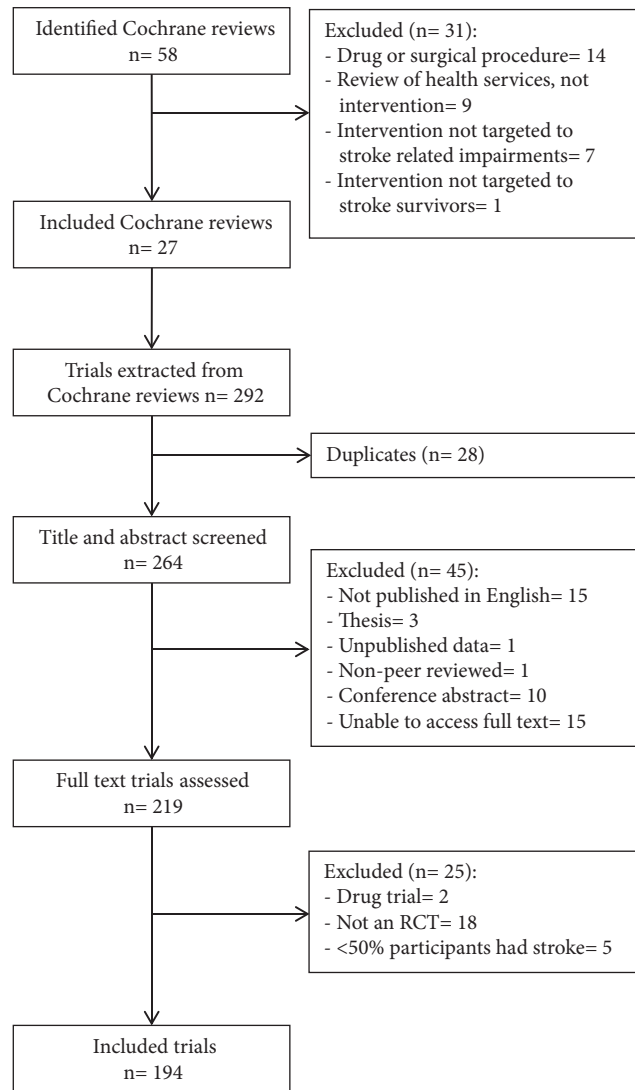 Identified Cochrane reviews
n= 58
Excluded (n= 31):
- Drug or surgical procedure= 14
- Review of health services, not
intervention= 9
- Intervention not targeted to
stroke related impairments= 7
- Intervention not targeted to
stroke survivors= 1
Included Cochrane reviews
n= 27
Trials extracted from
Cochrane reviews n= 292
Duplicates (n= 28)
Title and abstract screened
n= 264
Excluded (n= 45):
- Not published in English= 15
- Thesis= 3
- Unpublished data= 1
- Non-peer reviewed= 1
- Conference abstract= 10
- Unable to access full text= 15
Full text trials assessed
n= 219
Excluded (n= 25):
- Drug trial= 2
- Not an RCT= 18
- <50% participants had stroke= 5
Included trials
n= 194